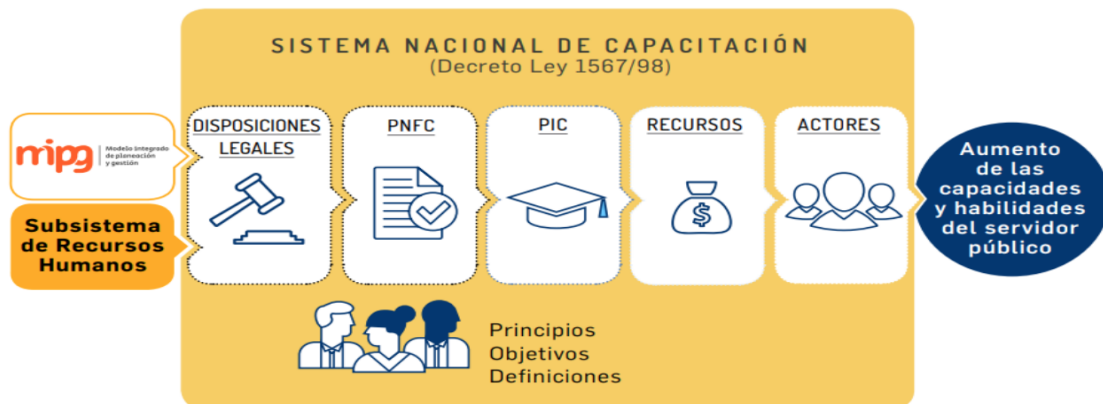 SISTEMA NACIONAL DE CAPACITACIÓN
(Decreto Ley 1567/98)
mipg
Modelo integrado
de planeación
y gestión
Subsistema
de Recursos
Humanos
DISPOSICIONES
LEGALES
PNFC
PIC
RECURSOS
$
ACTORES
Aumento
de las
capacidades
y habilidades
del servidor
público
Principios
Objetivos
Definiciones